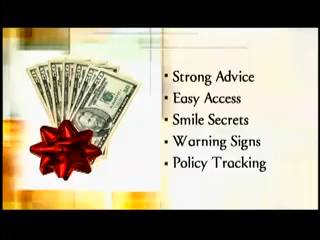 • Strong Advice
• Easy Access
• Smile Secrets
• Warning Signs
• Policy Tracking